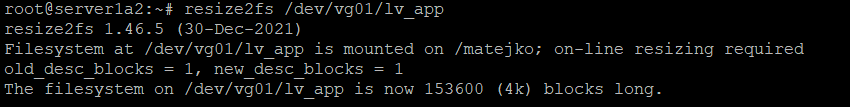 root@server1a2:~# resize2fs /dev/vg01/lv_app
resize2fs 1.46.5 (30-Dec-2021)
Filesystem at /dev/vg01/lv_app is mounted on /matejko; on-line resizing required
old_desc_blocks = 1, new_desc_blocks = 1
The filesystem on /dev/vg01/lv_app is now 153600 (4k) blocks long.